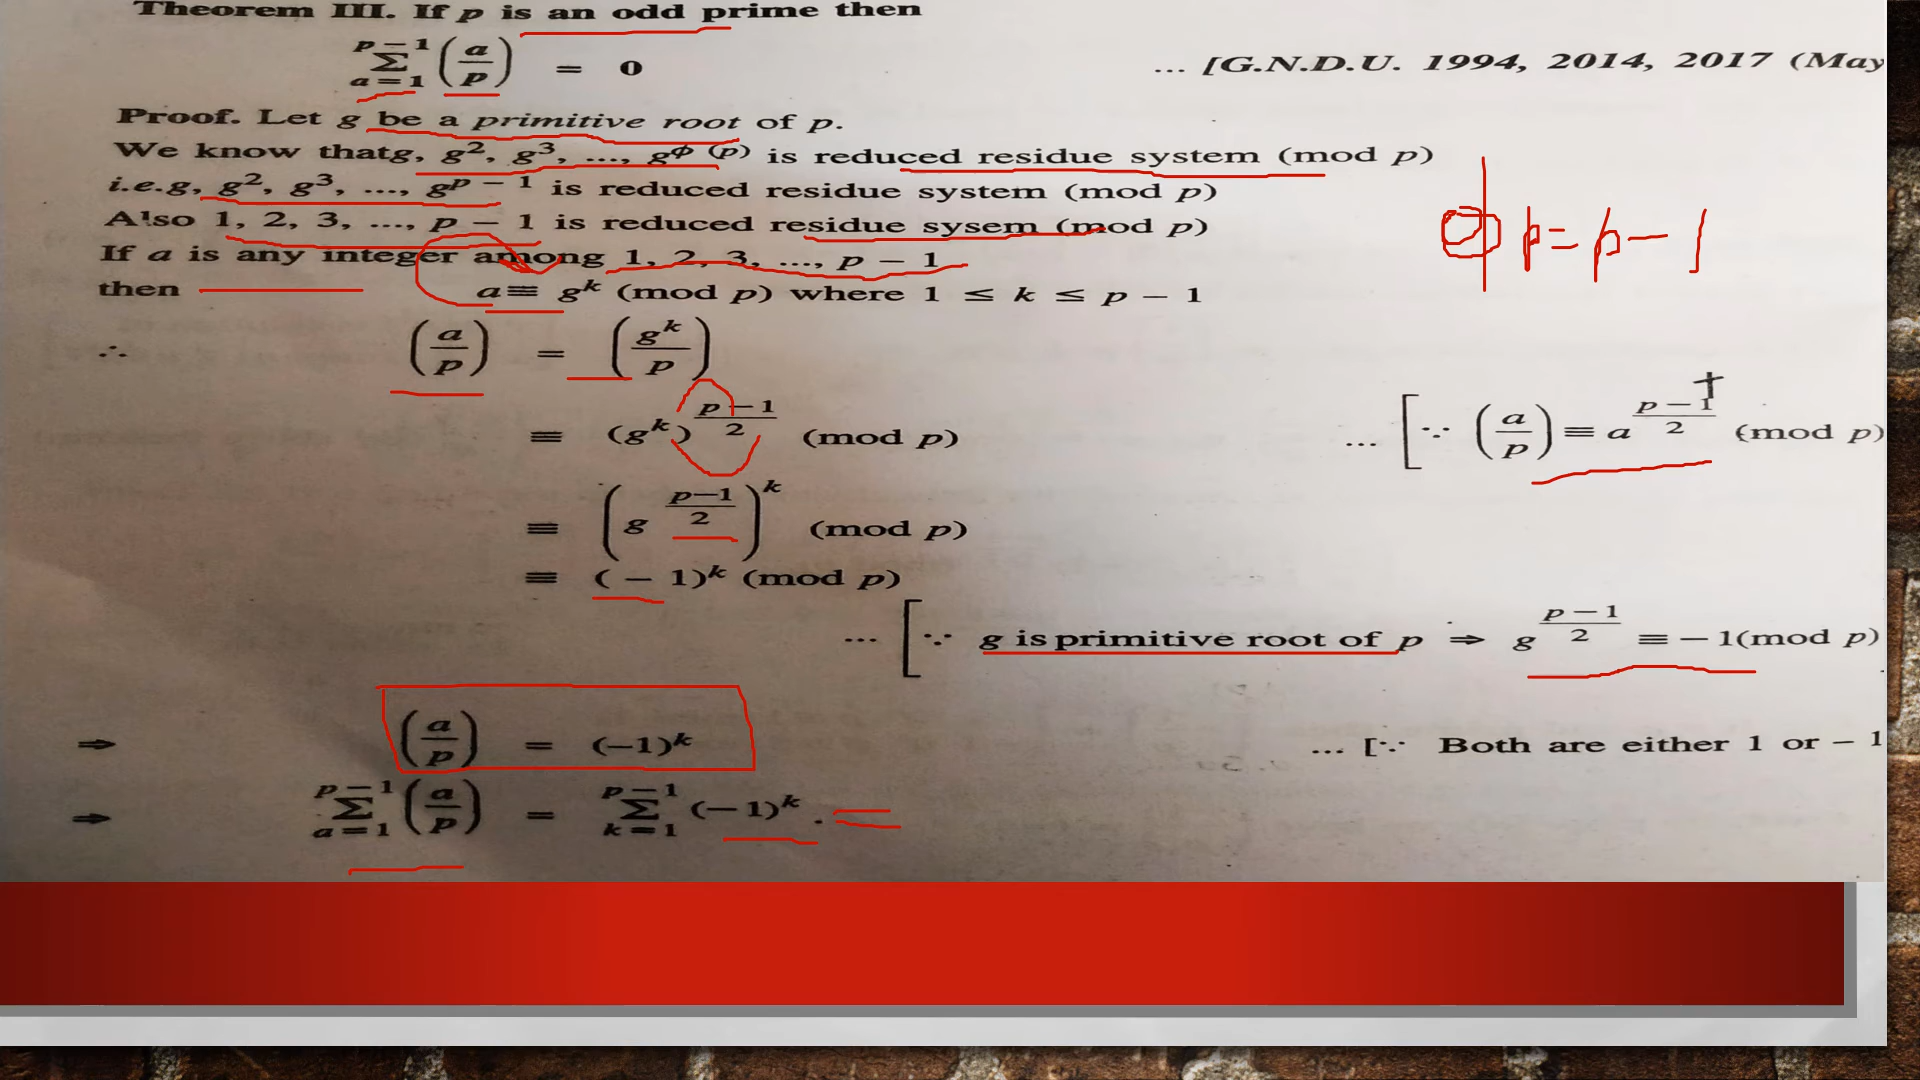 Theorem III. If p is an odd prime then
p − 1 Σ a = 1 (a/p) = 0 ... [G.N.D.U. 1994, 2014, 2017 (May
Proof. Let g be a primitive root of p.
We know thatg, g², g³, ..., g^ϕ (p) is reduced residue system (mod p)
i.e.g, g², g³, ...., g^p − 1 is reduced residue system (mod p)
Also 1, 2, 3, ..., p − 1 is reduced residue sysem (mod p)
ϕ p = p − 1
If a is any integer among 1, 2, 3, ..., p − 1
then a ≡ g^k (mod p) where 1 ≤ k ≤ p − 1
∴ (a/p) = (g^k/p)
≡ (g^k)^(p − 1)/2 (mod p) ... [∵ (a/p) ≡ a^(p − 1)/2 (mod p)
≡ (g^(p−1)/2)^k (mod p)
≡ ( − 1)^k (mod p)
... [∵ g is primitive root of p ⇒ g^(p − 1)/2 ≡ − 1(mod p)
⇒ (a/p) = (−1)^k ... [∵ Both are either 1 or − 1
⇒ p − 1 Σ a = 1 (a/p) = p − 1 Σ k = 1 (− 1)^k . =